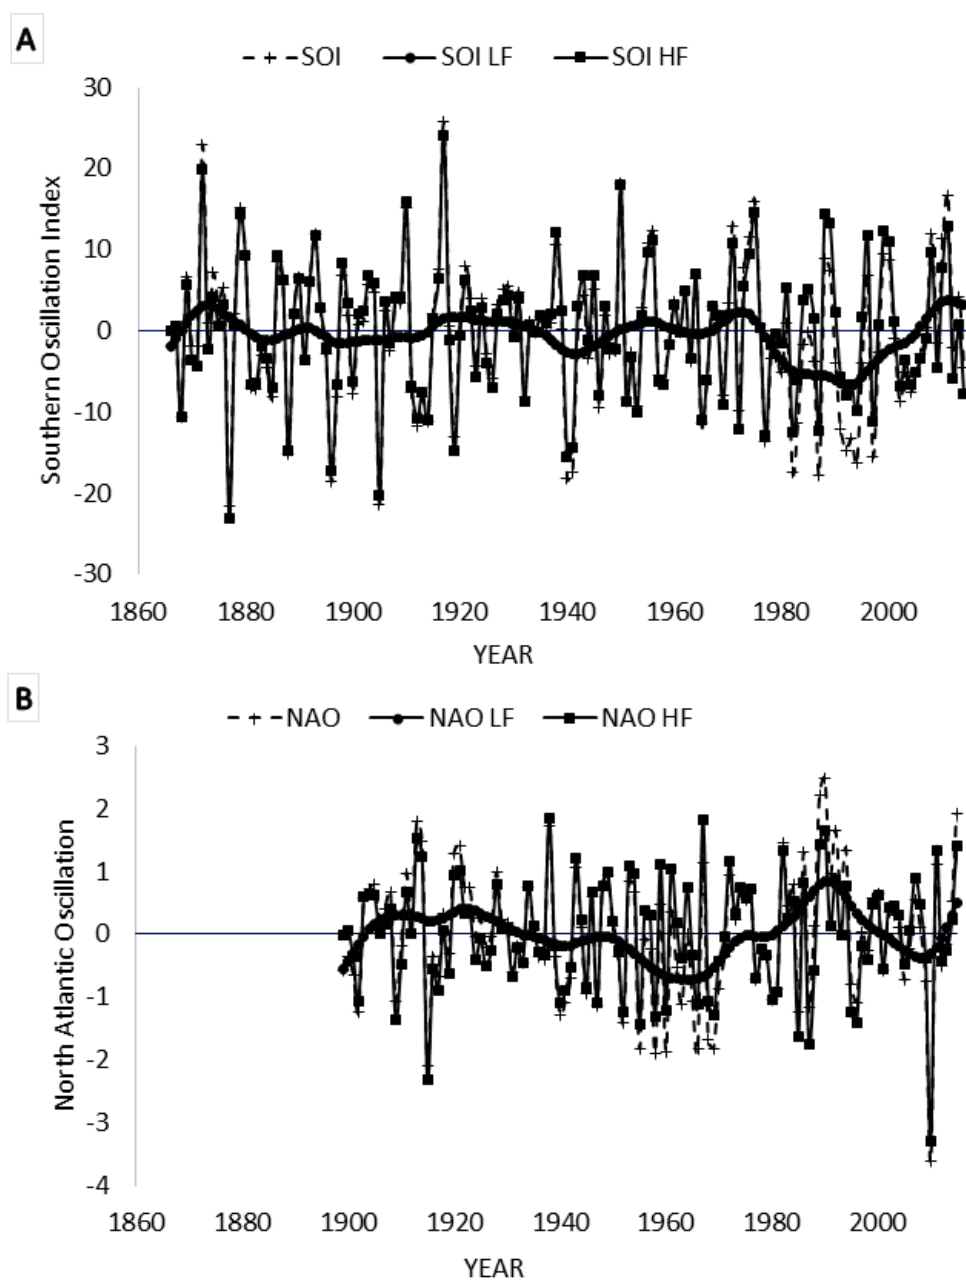 A
SOI SOI LF SOI HF
30
20
10
0
-10
-20
-30
Southern Oscillation Index
1860 1880 1900 1920 1940 1960 1980 2000
YEAR
B
NAO NAO LF NAO HF
3
2
1
0
-1
-2
-3
-4
North Atlantic Oscillation
1860 1880 1900 1920 1940 1960 1980 2000
YEAR